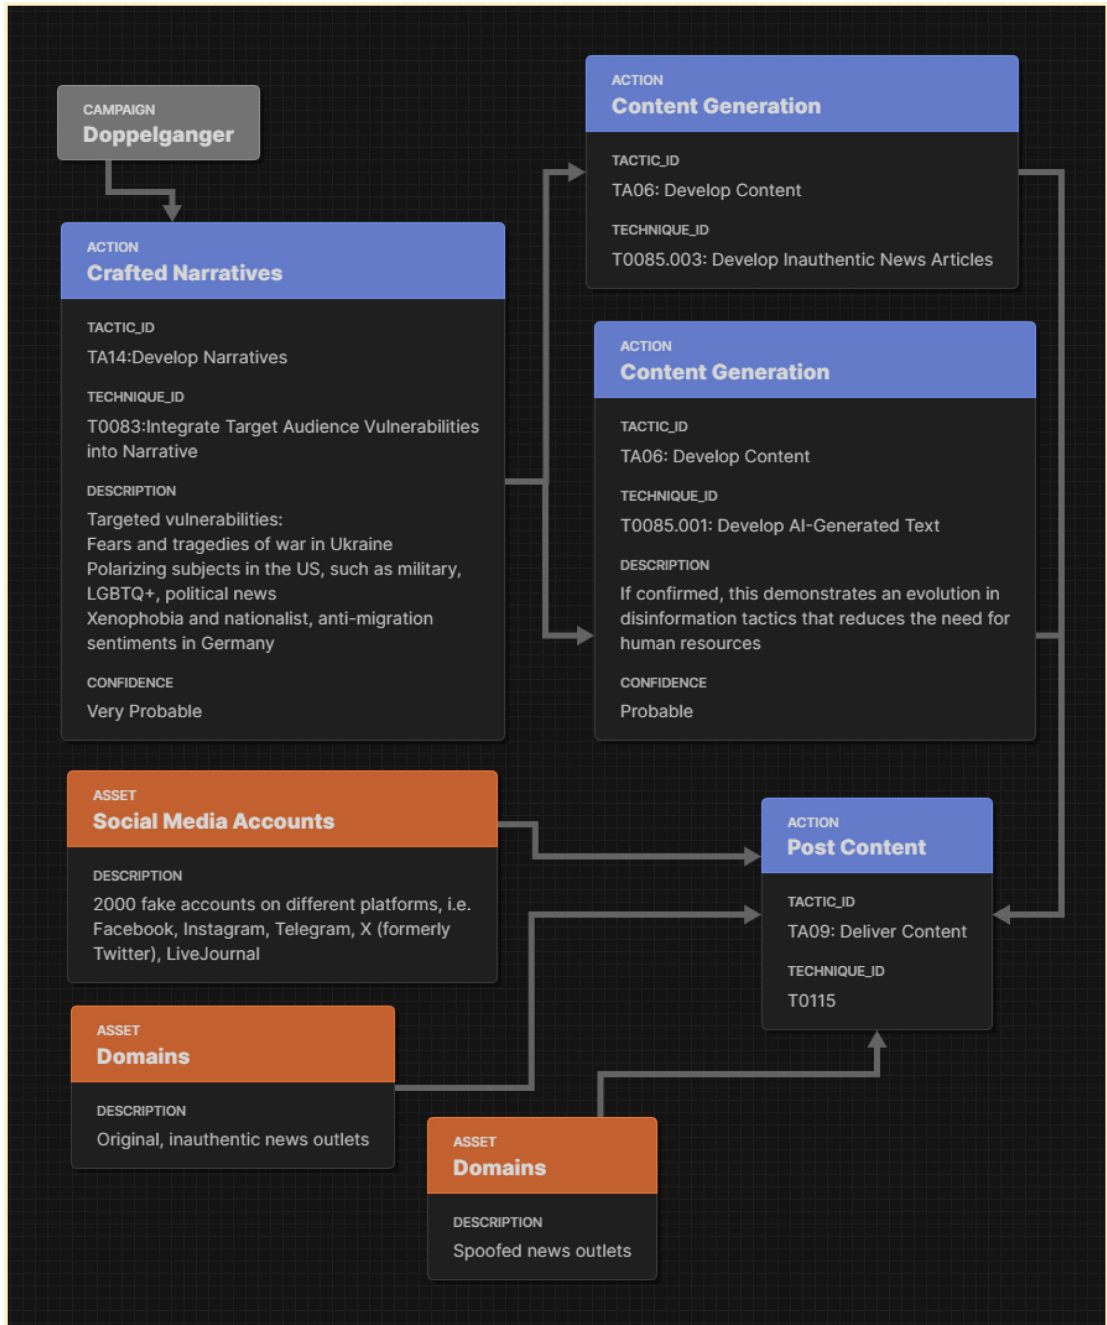 CAMPAIGN
Doppelganger
ACTION
Crafted Narratives
TACTIC_ID
TA14:Develop Narratives
TECHNIQUE_ID
T0083:Integrate Target Audience Vulnerabilities
into Narrative
DESCRIPTION
Targeted vulnerabilities:
Fears and tragedies of war in Ukraine
Polarizing subjects in the US, such as military,
LGBTQ+, political news
Xenophobia and nationalist, anti-migration
sentiments in Germany
CONFIDENCE
Very Probable
ACTION
Content Generation
TACTIC_ID
TA06: Develop Content
TECHNIQUE_ID
T0085.003: Develop Inauthentic News Articles
ACTION
Content Generation
TACTIC_ID
TA06: Develop Content
TECHNIQUE_ID
T0085.001: Develop AI-Generated Text
DESCRIPTION
If confirmed, this demonstrates an evolution in
disinformation tactics that reduces the need for
human resources
CONFIDENCE
Probable
ASSET
Social Media Accounts
DESCRIPTION
2000 fake accounts on different platforms, i.e.
Facebook, Instagram, Telegram, X (formerly
Twitter), LiveJournal
ACTION
Post Content
TACTIC_ID
TA09: Deliver Content
TECHNIQUE_ID
T0115
ASSET
Domains
DESCRIPTION
Original, inauthentic news outlets
ASSET
Domains
DESCRIPTION
Spoofed news outlets